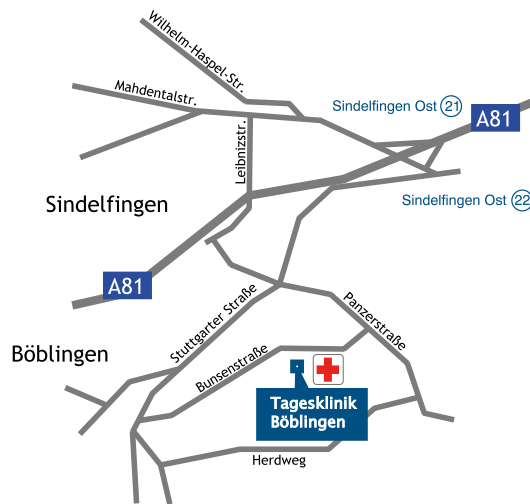 Wilhelm-Haspel-Str.
Mahdentalstr.
Sindelfingen Ost 21
A81
Leibnizstr.
Sindelfingen
Sindelfingen Ost 22
A81
Stuttgarter Straße
Panzerstraße
Böblingen
Bunsenstraße
Tagesklinik
Böblingen
Herdweg